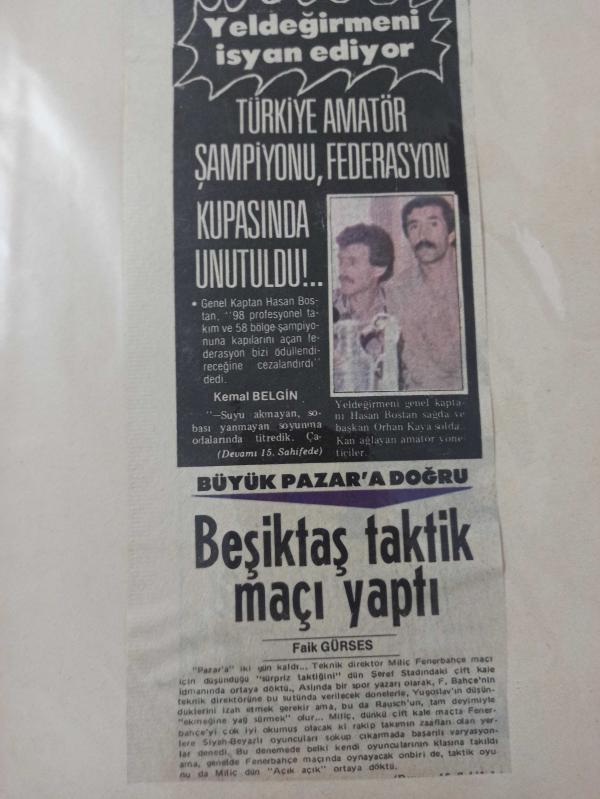 Yeldeğirmeni
isyan ediyor
TÜRKİYE AMATÖR
ŞAMPİYONU, FEDERASYON
KUPASINDA
UNUTULDU!..
• Genel Kaptan Hasan Bos-
tan, ''98 profesyonel ta-
kım ve 58 bölge şampiyo-
nuna kapılarını açan fe-
derasyon bizi ödüllendi-
receğine cezalandırdı''
dedi.
Kemal BELGİN
''—Suyu akmayan, so-
bası yanmayan soyunma
odalarında titredik. Ça-
(Devamı 15. Sahifede)
Yeldeğirmeni genel kapta-
nı Hasan Bostan sağda ve
başkan Orhan Kaya solda..
Kan ağlayan amatör yöne-
ticiler.
BÜYÜK PAZAR'A DOĞRU
Beşiktaş taktik
maçı yaptı
Faik GÜRSES
''Pazar'a'' iki gün kaldı... Teknik direktör Miliç Fenerbahçe maçı
için düşündüğü ''sürpriz taktiğini'' dün Şeref Stadındaki çift kale
idmanında ortaya döktü.. Aslında bir spor yazarı olarak, F. Bahçe'nin
teknik direktörüne bu sütunda verilecek donelerle, Yugoslav'ın düşün-
düklerini izah etmem gerekir ama, bu da Rausch'un, tam deyimiyle
''ekmeğine yağ sürmek'' olur... Miliç, dünkü çift kale maçta Fener-
bahçe'yi çok iyi okumuş olacak ki rakip takımın zaafları olan yer-
lere Siyah-Beyazlı oyuncuları sokup çıkarmada başarılı varyasyon-
lar denedi. Bu denemede belki kendi oyuncularının klasına takıldı
ama, genelde Fenerbahçe maçında oynayacak onbiri de, taktik oyu-
nu da Miliç dün ''Açık açık'' ortaya döktü.